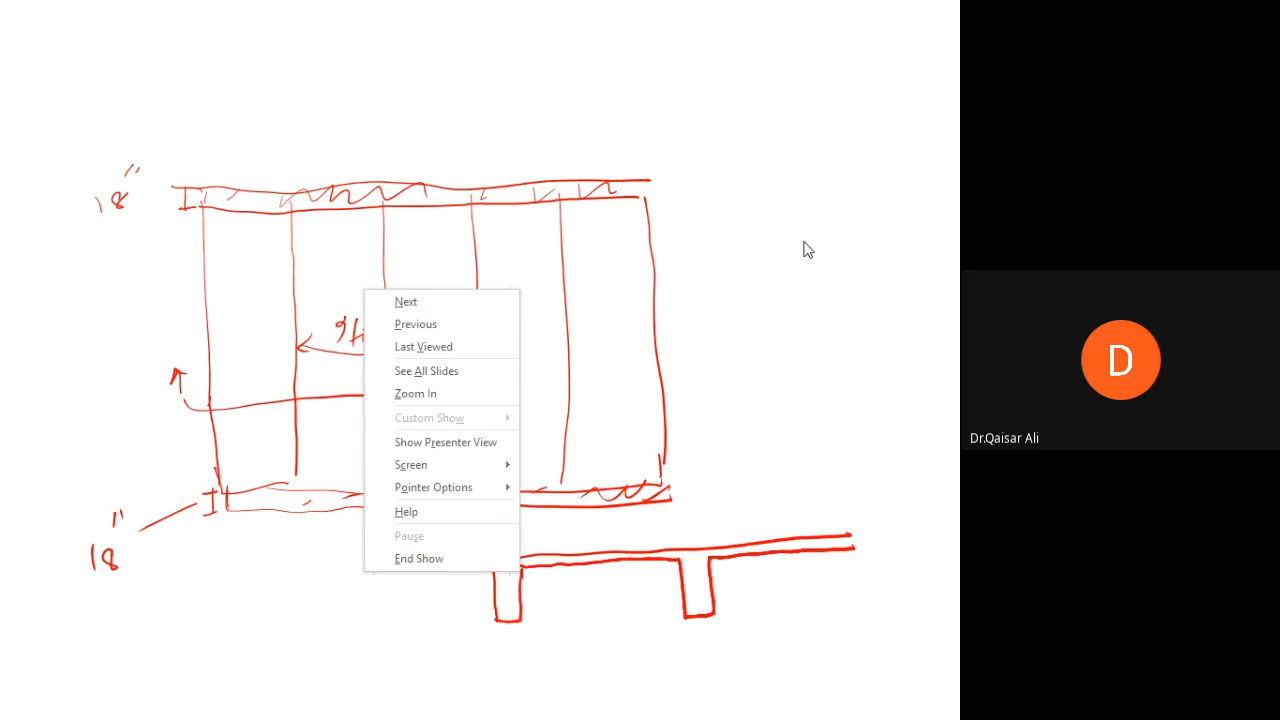 18"
Next
Previous
Last Viewed
See All Slides
Zoom In
Custom Show
Show Presenter View
Screen
Pointer Options
Help
Pause
End Show
18"
D
Dr.Qaisar Ali